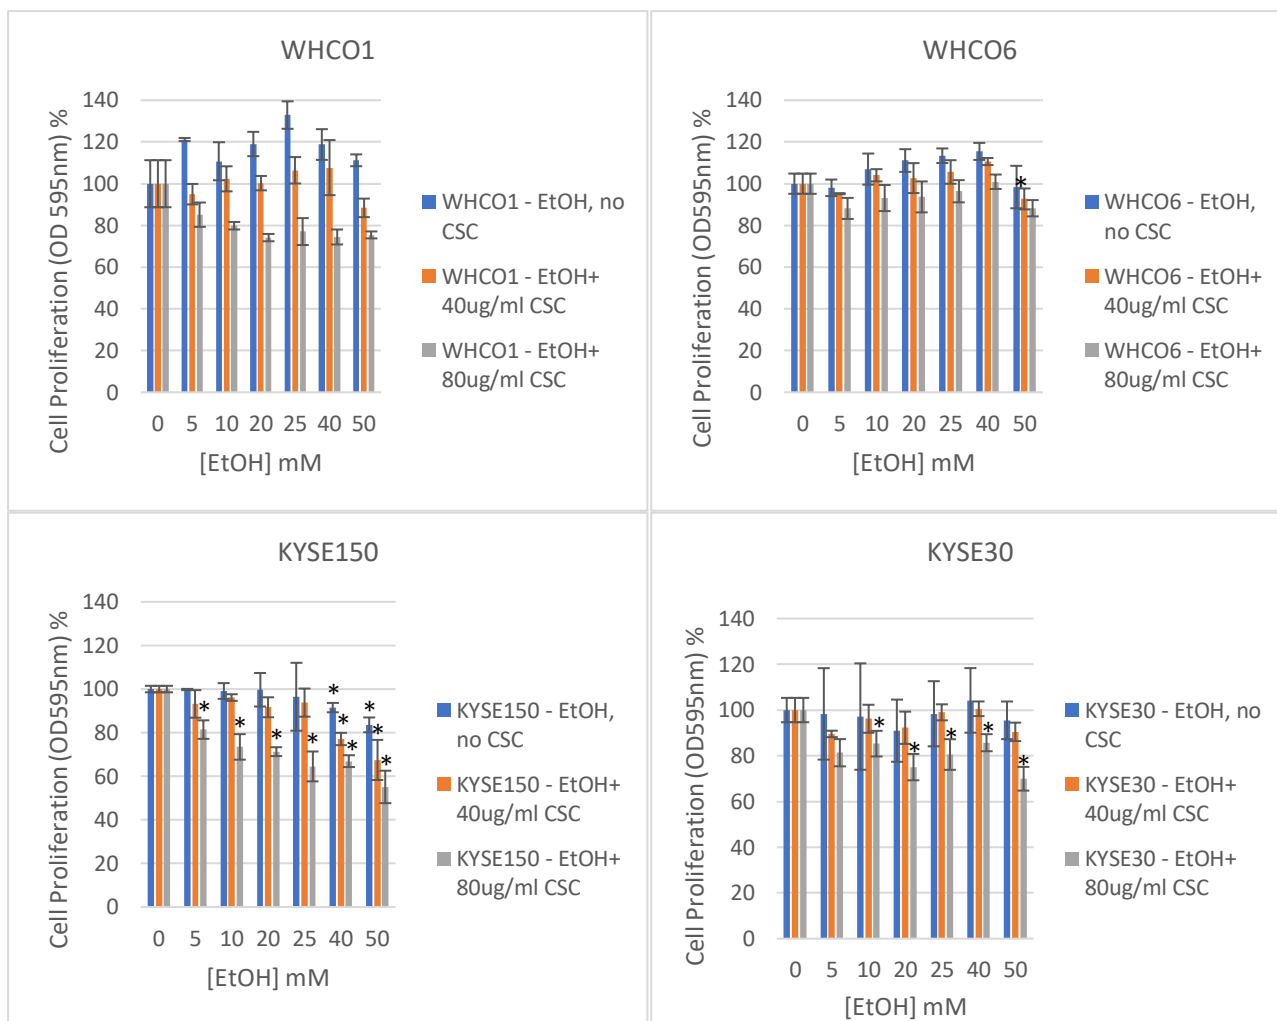 WHCO1
Cell Proliferation (OD 595nm) %
140
120
100
80
60
40
20
0
0 5 10 20 25 40 50
[EtOH] mM
WHCO1 - EtOH, no
CSC
WHCO1 - EtOH+
40ug/ml CSC
WHCO1 - EtOH+
80ug/ml CSC
WHCO6
Cell Proliferation (OD595nm) %
140
120
100
80
60
40
20
0
*
0 5 10 20 25 40 50
[EtOH] mM
WHCO6 - EtOH,
no CSC
WHCO6 - EtOH+
40ug/ml CSC
WHCO6 - EtOH+
80ug/ml CSC
KYSE150
Cell Proliferation (OD595nm) %
140
120
100
80
60
40
20
0
* * * * * * * * * *
0 5 10 20 25 40 50
[EtOH] mM
KYSE150 - EtOH,
no CSC
KYSE150 - EtOH+
40ug/ml CSC
KYSE150 - EtOH+
80ug/ml CSC
KYSE30
Cell Proliferation (OD595nm) %
140
120
100
80
60
40
20
0
* * * * *
0 5 10 20 25 40 50
[EtOH] mM
KYSE30 - EtOH, no
CSC
KYSE30 - EtOH+
40ug/ml CSC
KYSE30 - EtOH+
80ug/ml CSC